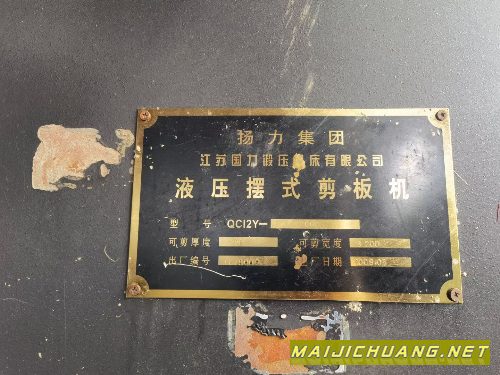 扬力集团
江苏国力锻压机床有限公司
液压摆式剪板机
型 号 QC12Y-
可剪厚度 可剪宽度
出厂编号 出厂日期
MAIJICHUANG.NET